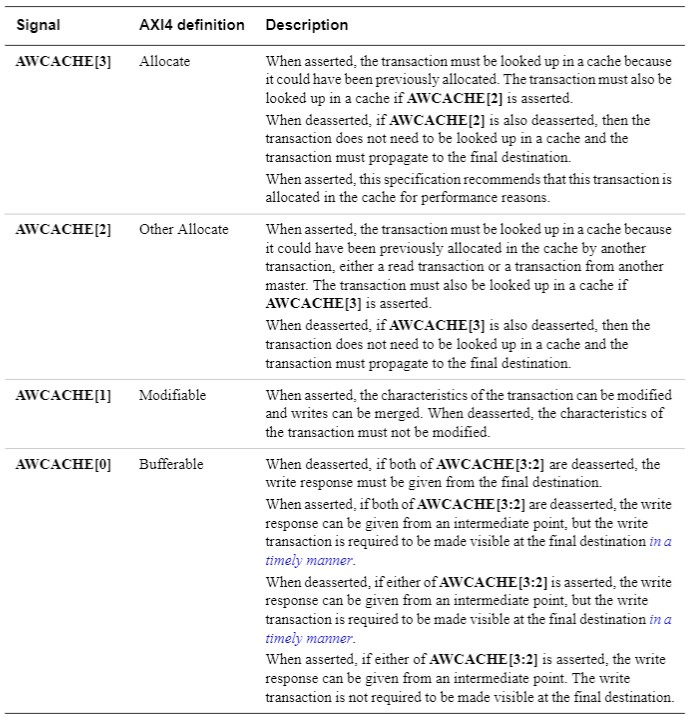 Signal AXI4 definition Description
AWCACHE[3] Allocate When asserted, the transaction must be looked up in a cache because
it could have been previously allocated. The transaction must also be
looked up in a cache if AWCACHE[2] is asserted.
When deasserted, if AWCACHE[2] is also deasserted, then the
transaction does not need to be looked up in a cache and the
transaction must propagate to the final destination.
When asserted, this specification recommends that this transaction is
allocated in the cache for performance reasons.
AWCACHE[2] Other Allocate When asserted, the transaction must be looked up in a cache because
it could have been previously allocated in the cache by another
transaction, either a read transaction or a transaction from another
master. The transaction must also be looked up in a cache if
AWCACHE[3] is asserted.
When deasserted, if AWCACHE[3] is also deasserted, then the
transaction does not need to be looked up in a cache and the
transaction must propagate to the final destination.
AWCACHE[1] Modifiable When asserted, the characteristics of the transaction can be modified
and writes can be merged. When deasserted, the characteristics of
the transaction must not be modified.
AWCACHE[0] Bufferable When deasserted, if both of AWCACHE[3:2] are deasserted, the
write response must be given from the final destination.
When asserted, if both of AWCACHE[3:2] are deasserted, the write
response can be given from an intermediate point, but the write
transaction is required to be made visible at the final destination in a
timely manner.
When deasserted, if either of AWCACHE[3:2] is asserted, the write
response can be given from an intermediate point, but the write
transaction is required to be made visible at the final destination in a
timely manner.
When asserted, if either of AWCACHE[3:2] is asserted, the write
response can be given from an intermediate point. The write
transaction is not required to be made visible at the final destination.